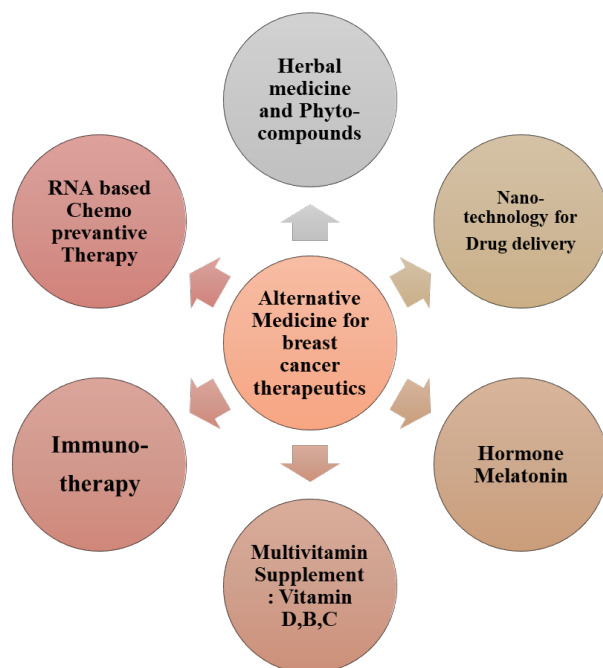 Herbal
medicine
and Phyto-
compounds
RNA based
Chemo
prevantive
Therapy
Nano-
technology for
Drug delivery
Alternative
Medicine for
breast
cancer
therapeutics
Immuno-
therapy
Hormone
Melatonin
Multivitamin
Supplement
: Vitamin
D,B,C